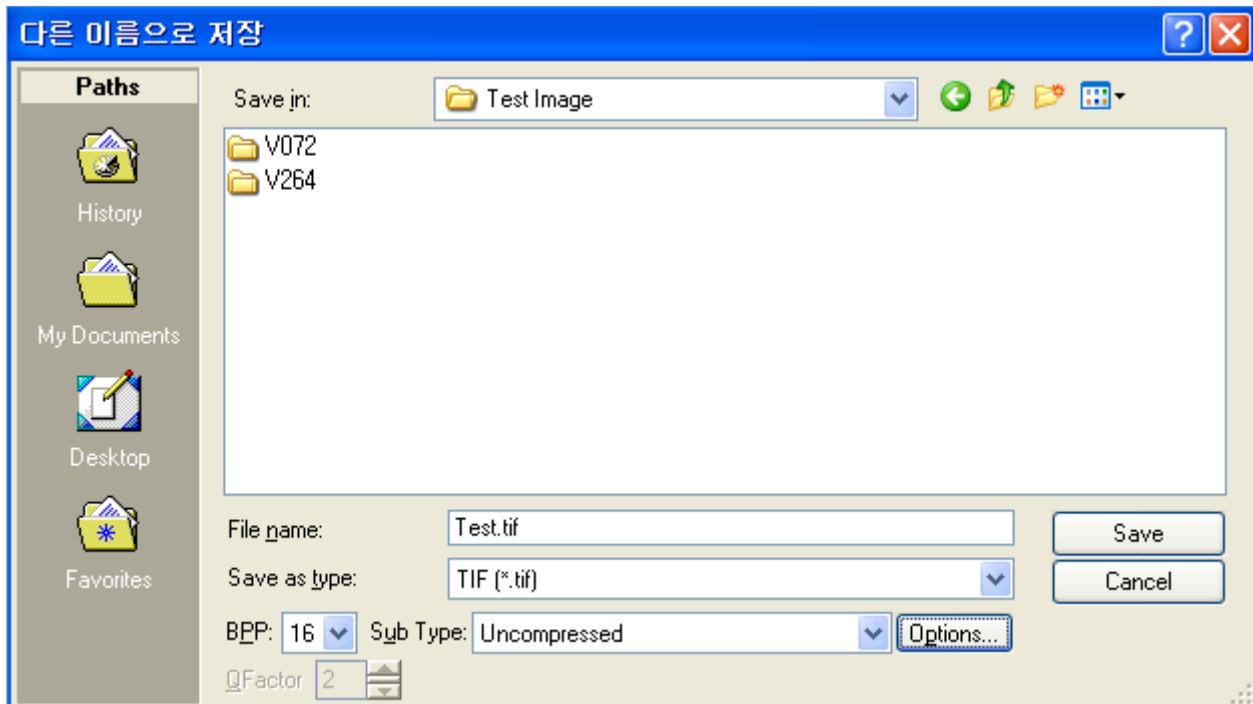 다른 이름으로 저장
Paths
History
My Documents
Desktop
Favorites
Save in: Test Image
V072
V264
File name: Test.tif Save
Save as type: TIF (*.tif) Cancel
BPP: 16 Sub Type: Uncompressed Options...
QFactor 2